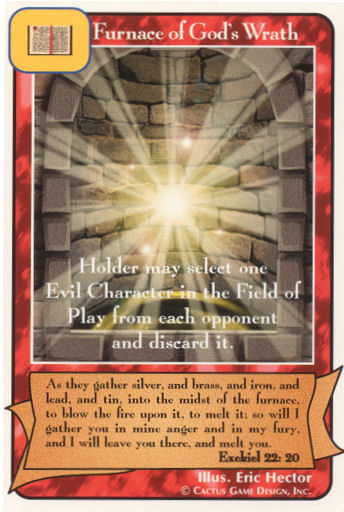 Furnace of God's Wrath
Holder may select one
Evil Character in the Field of
Play from each opponent
and discard it.
As they gather silver, and brass, and iron, and
lead, and tin, into the midst of the furnace,
to blow the fire upon it, to melt it; so will I
gather you in mine anger and in my fury,
and I will leave you there, and melt you.
Ezekiel 22: 20
Illus. Eric Hector
© CACTUS GAME DESIGN, INC.